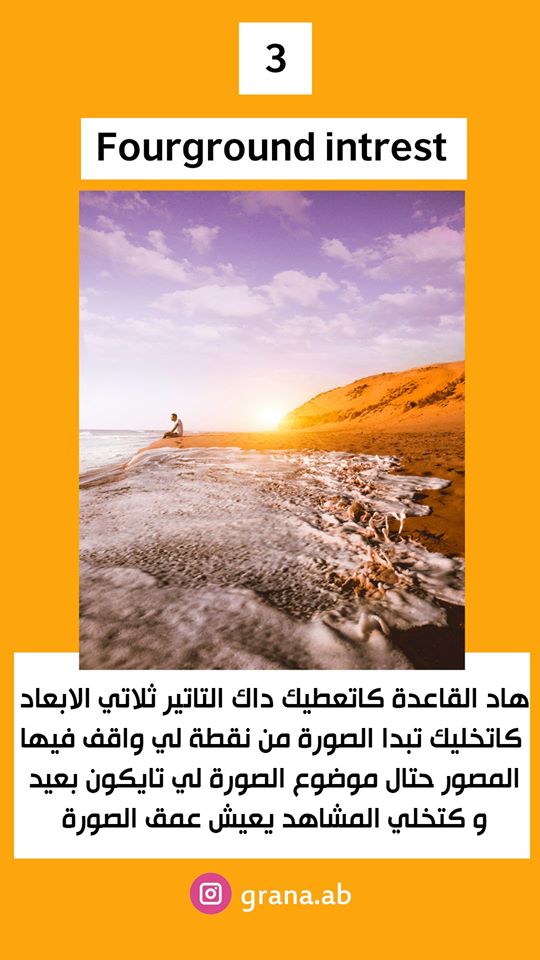 3
Fourground intrest
هاد القاعدة كاتعطيك داك التاتير ثلاتي الابعاد
كاتخليك تبدا الصورة من نقطة لي واقف فيها
المصور حتال موضوع الصورة لي تايكون بعيد
و كتخلي المشاهد يعيش عمق الصورة
grana.ab